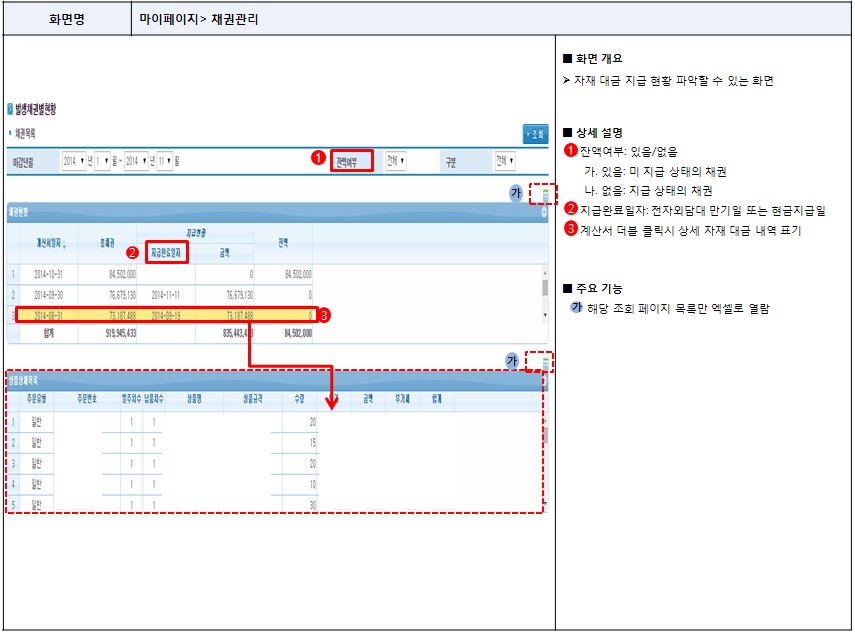 화면명
마이페이지> 채권관리
발생채권별현황
채권목록
조회
마감년월 2014 년 1 월 ~ 2014 년 11 월
1 잔액여부 전체 구분 전체
가
채권현황
계산서일자 총채권 지급현황 잔액
2 지급완료일자 금액
1 2014-10-31 84,502,000 0 84,502,000
2 2014-09-30 76,679,130 2014-11-11 76,679,130 0
3 2014-08-31 73,187,488 2014-09-19 73,187,488 0 3
합계 919,945,433 84,502,000
가
상품상세목록
주문유형 주문번호 발주차수 납품차수 상품명 상품규격 수량 금액 부가세 합계
1 일반 1 1 20
2 일반 1 1 15
3 일반 1 1 20
4 일반 1 1 10
5 일반 1 1 30
■ 화면 개요
➢ 자재 대금 지급 현황 파악할 수 있는 화면
■ 상세 설명
1 잔액여부: 있음/없음
가. 있음: 미 지급 상태의 채권
나. 없음: 지급 상태의 채권
2 지급완료일자: 전자외담대 만기일 또는 현금지급일
3 계산서 더블 클릭시 상세 자재 대금 내역 표기
■ 주요 기능
가 해당 조회 페이지 목록만 엑셀로 열람